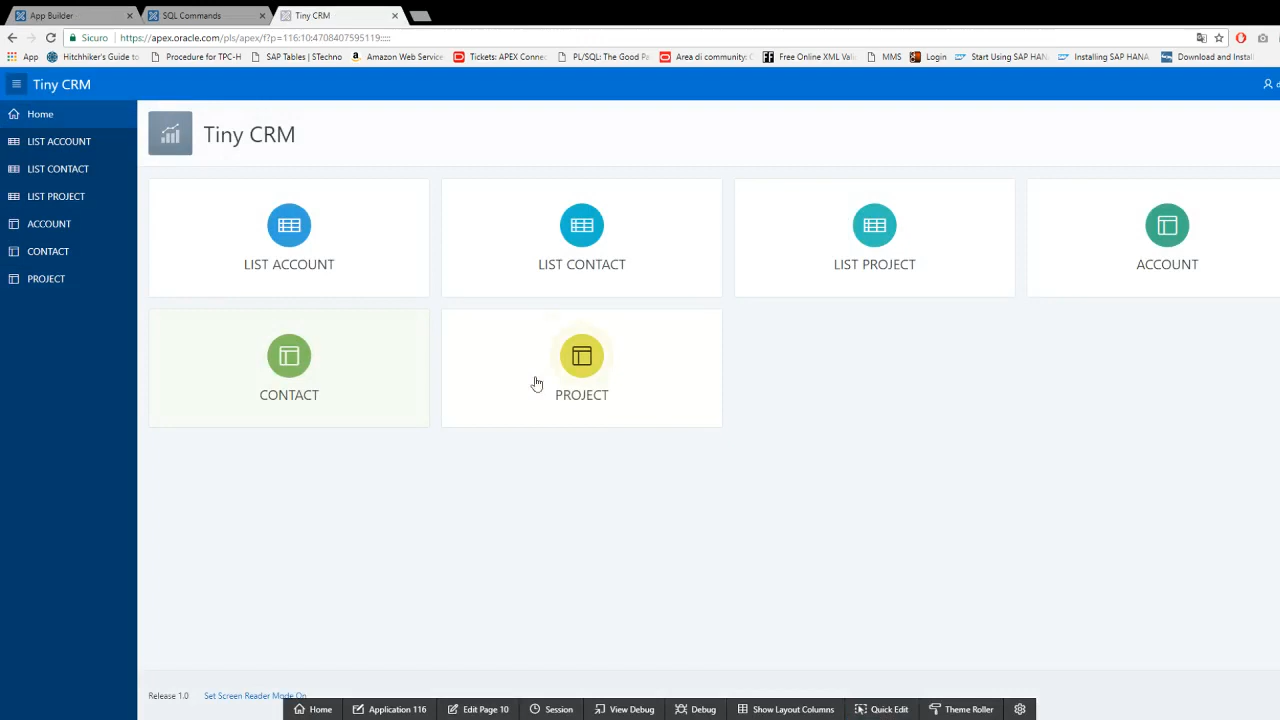 App Builder
SQL Commands
Tiny CRM
Sicuro
https://apex.oracle.com/pls/apex/f?p=116:10:4708407595119:::::
App
Hitchhiker's Guide to
Procedure for TPC-H
SAP Tables | STechno
Amazon Web Service
Tickets: APEX Connec
PL/SQL: The Good Pa
Area di community:
Free Online XML Vali
MMS
Login
Start Using SAP HAN
Installing SAP HANA
Download and Install
Tiny CRM
Home
LIST ACCOUNT
LIST CONTACT
LIST PROJECT
ACCOUNT
CONTACT
PROJECT
Tiny CRM
LIST ACCOUNT
LIST CONTACT
LIST PROJECT
ACCOUNT
CONTACT
PROJECT
Release 1.0
Set Screen Reader Mode On
Home
Application 116
Edit Page 10
Session
View Debug
Debug
Show Layout Columns
Quick Edit
Theme Roller